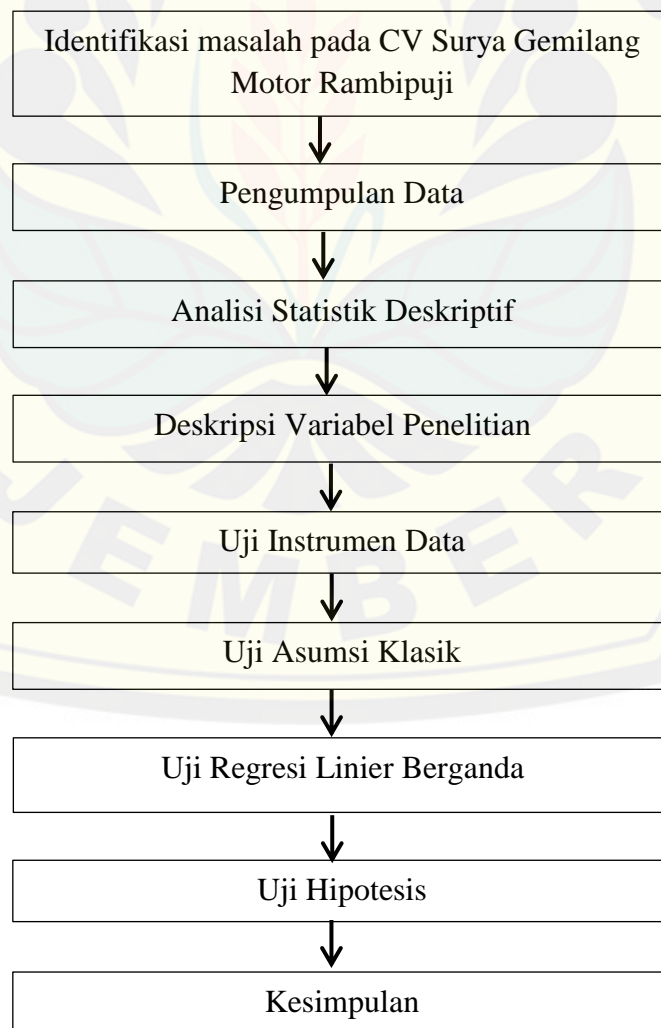 Identifikasi masalah pada CV Surya Gemilang
Motor Rambipuji
Pengumpulan Data
Analisi Statistik Deskriptif
Deskripsi Variabel Penelitian
Uji Instrumen Data
JEMBER
Uji Asumsi Klasik
Uji Regresi Linier Berganda
Uji Hipotesis
Kesimpulan